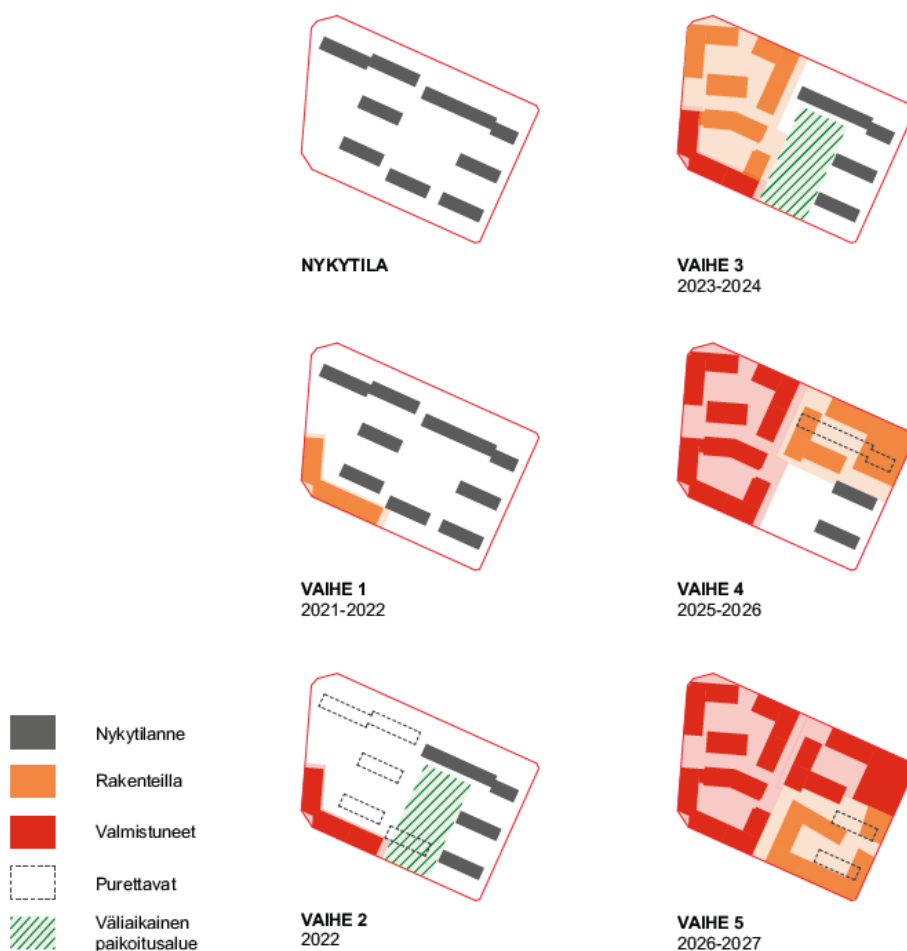 NYKYTILA
VAIHE 3
2023-2024
VAIHE 1
2021-2022
VAIHE 4
2025-2026
Nykytilanne
Rakenteilla
Valmistuneet
Purettavat
Väliaikainen
paikoitusalue
VAIHE 2
2022
VAIHE 5
2026-2027